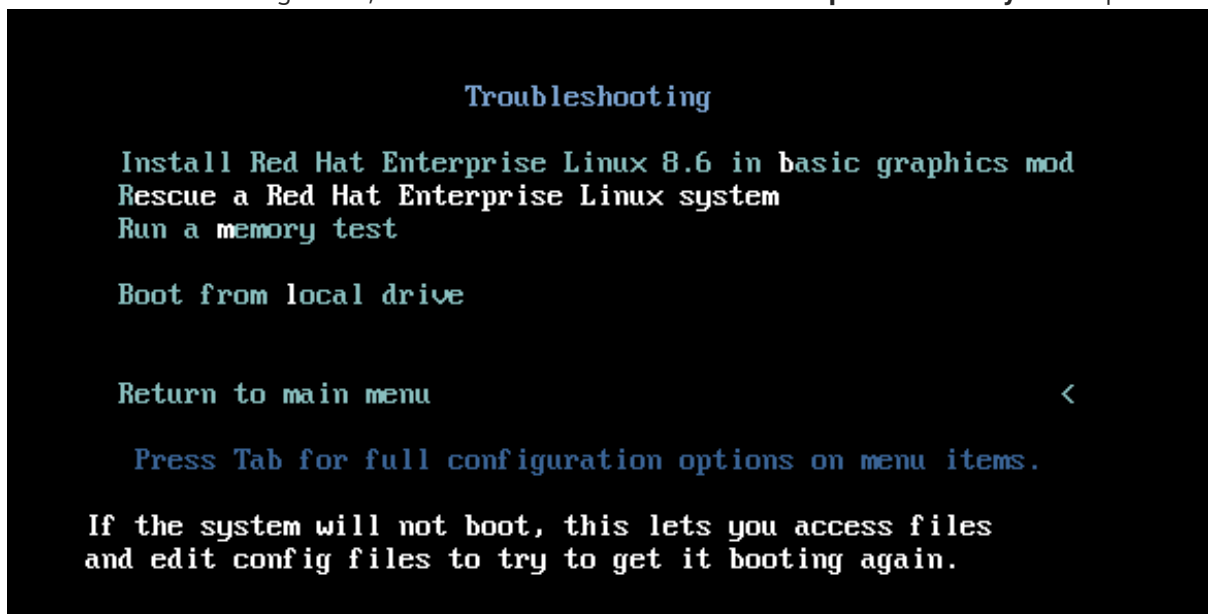 Troubleshooting
Install Red Hat Enterprise Linux 8.6 in basic graphics mod
Rescue a Red Hat Enterprise Linux system
Run a memory test
Boot from local drive
Return to main menu <
Press Tab for full configuration options on menu items.
If the system will not boot, this lets you access files
and edit config files to try to get it booting again.